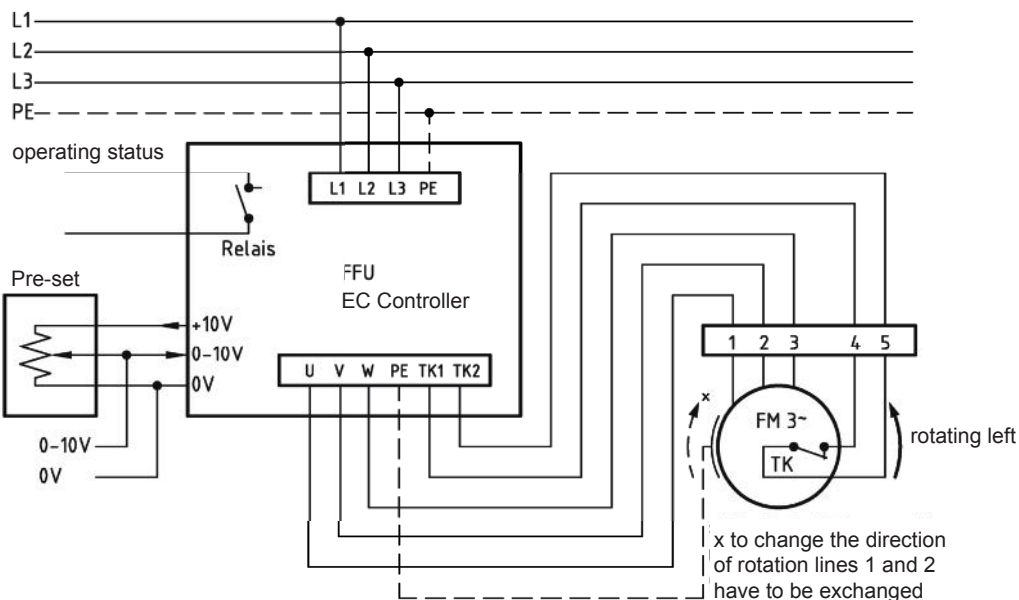 L1
L2
L3
PE
operating status
L1 L2 L3 PE
Relais
FFU
EC Controller
Pre-set
+10V
0-10V
0V
U V W PE TK1 TK2
0-10V
0V
1 2 3 4 5
x
FM 3~
TK
rotating left
x to change the direction
of rotation lines 1 and 2
have to be exchanged